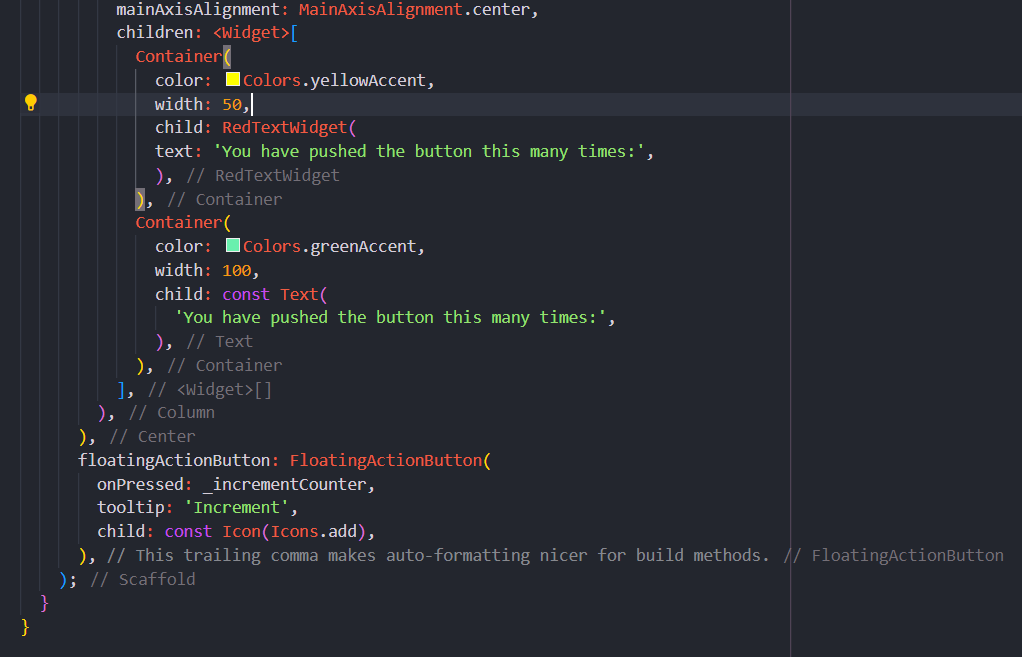 mainAxisAlignment: MainAxisAlignment.center,
children: <Widget>[
Container(
color: Colors.yellowAccent,
width: 50,
child: RedTextWidget(
text: 'You have pushed the button this many times:',
), // RedTextWidget
), // Container
Container(
color: Colors.greenAccent,
width: 100,
child: const Text(
'You have pushed the button this many times:',
), // Text
), // Container
], // <Widget>[]
), // Column
), // Center
floatingActionButton: FloatingActionButton(
onPressed: _incrementCounter,
tooltip: 'Increment',
child: const Icon(Icons.add),
), // This trailing comma makes auto-formatting nicer for build methods. // FloatingActionButton
); // Scaffold
}
}